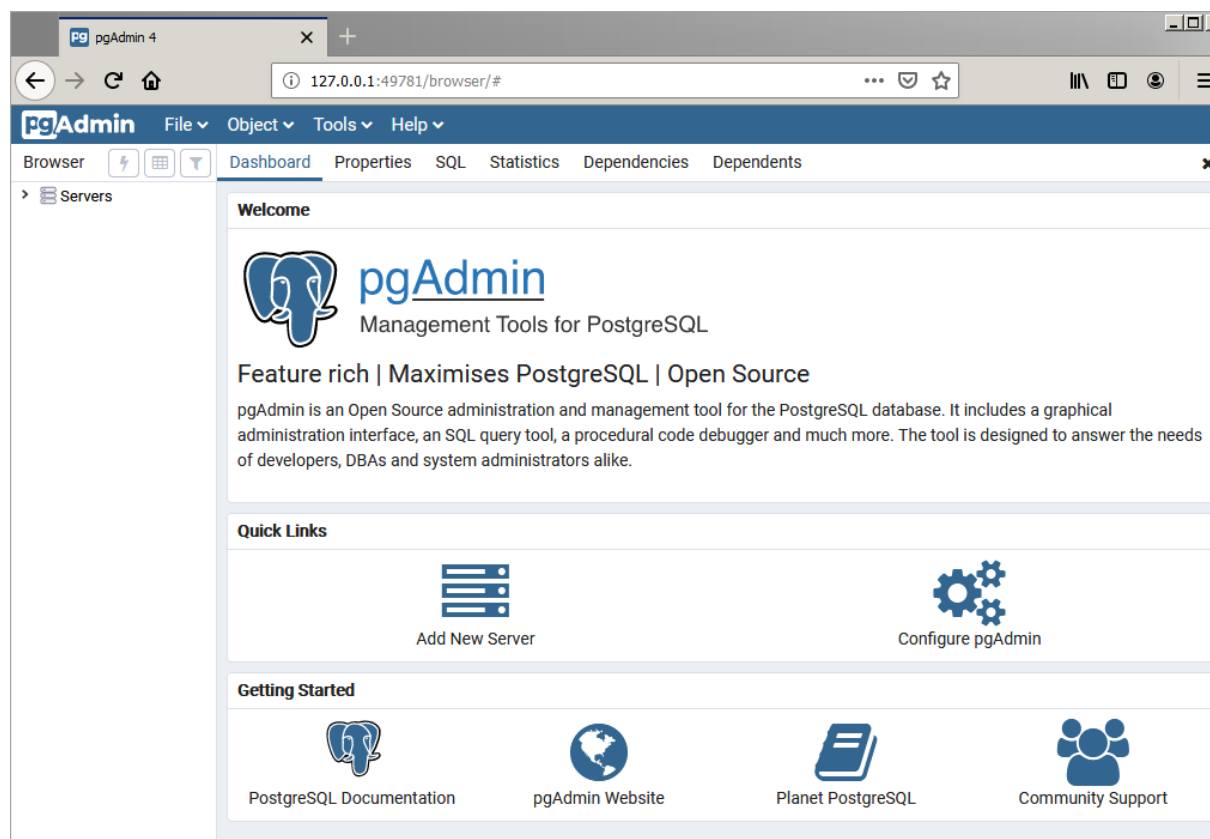 pgAdmin 4
127.0.0.1:49781/browser/#
pgAdmin File Object Tools Help
Browser Dashboard Properties SQL Statistics Dependencies Dependents
Servers
Welcome
pgAdmin
Management Tools for PostgreSQL
Feature rich | Maximises PostgreSQL | Open Source
pgAdmin is an Open Source administration and management tool for the PostgreSQL database. It includes a graphical
administration interface, an SQL query tool, a procedural code debugger and much more. The tool is designed to answer the needs
of developers, DBAs and system administrators alike.
Quick Links
Add New Server Configure pgAdmin
Getting Started
PostgreSQL Documentation pgAdmin Website Planet PostgreSQL Community Support